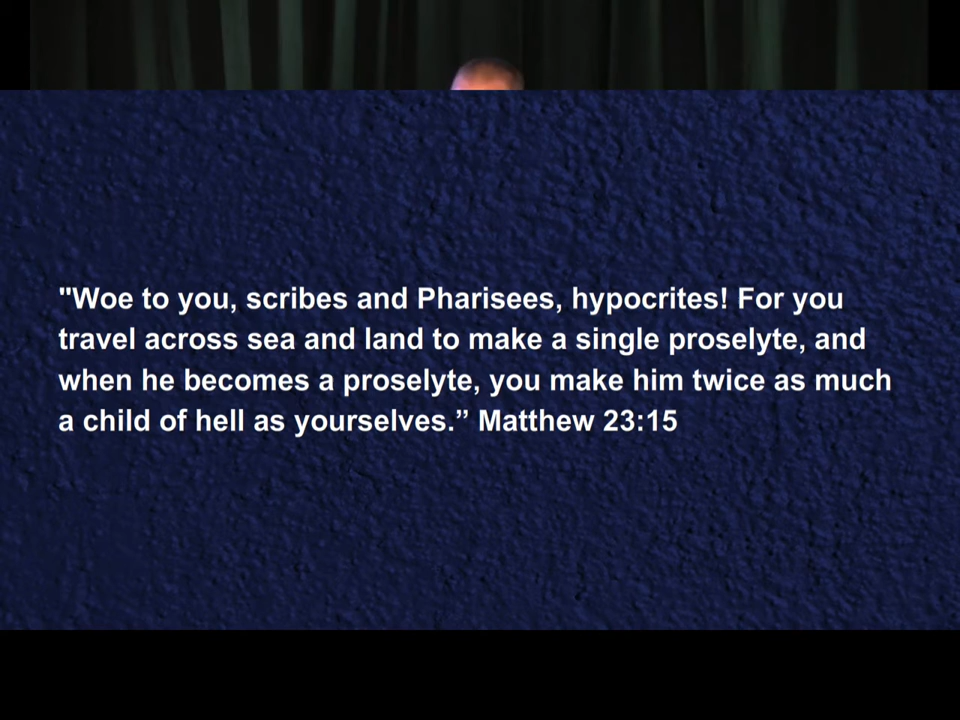 "Woe to you, scribes and Pharisees, hypocrites! For you
travel across sea and land to make a single proselyte, and
when he becomes a proselyte, you make him twice as much
a child of hell as yourselves.” Matthew 23:15